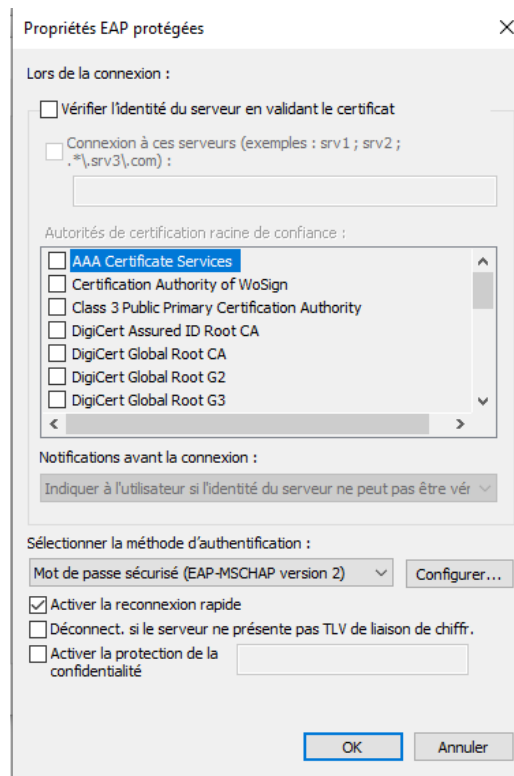 Propriétés EAP protégées
Lors de la connexion :
Vérifier l'identité du serveur en validant le certificat
Connexion à ces serveurs (exemples : srv1 ; srv2 ;
.*\.srv3\.com) :
Autorités de certification racine de confiance :
AAA Certificate Services
Certification Authority of WoSign
Class 3 Public Primary Certification Authority
DigiCert Assured ID Root CA
DigiCert Global Root CA
DigiCert Global Root G2
DigiCert Global Root G3
Notifications avant la connexion :
Indiquer à l'utilisateur si l'identité du serveur ne peut pas être vér
Sélectionner la méthode d'authentification :
Mot de passe sécurisé (EAP-MSCHAP version 2) Configurer...
Activer la reconnexion rapide
Déconnect. si le serveur ne présente pas TLV de liaison de chiffr.
Activer la protection de la
confidentialité
OK Annuler